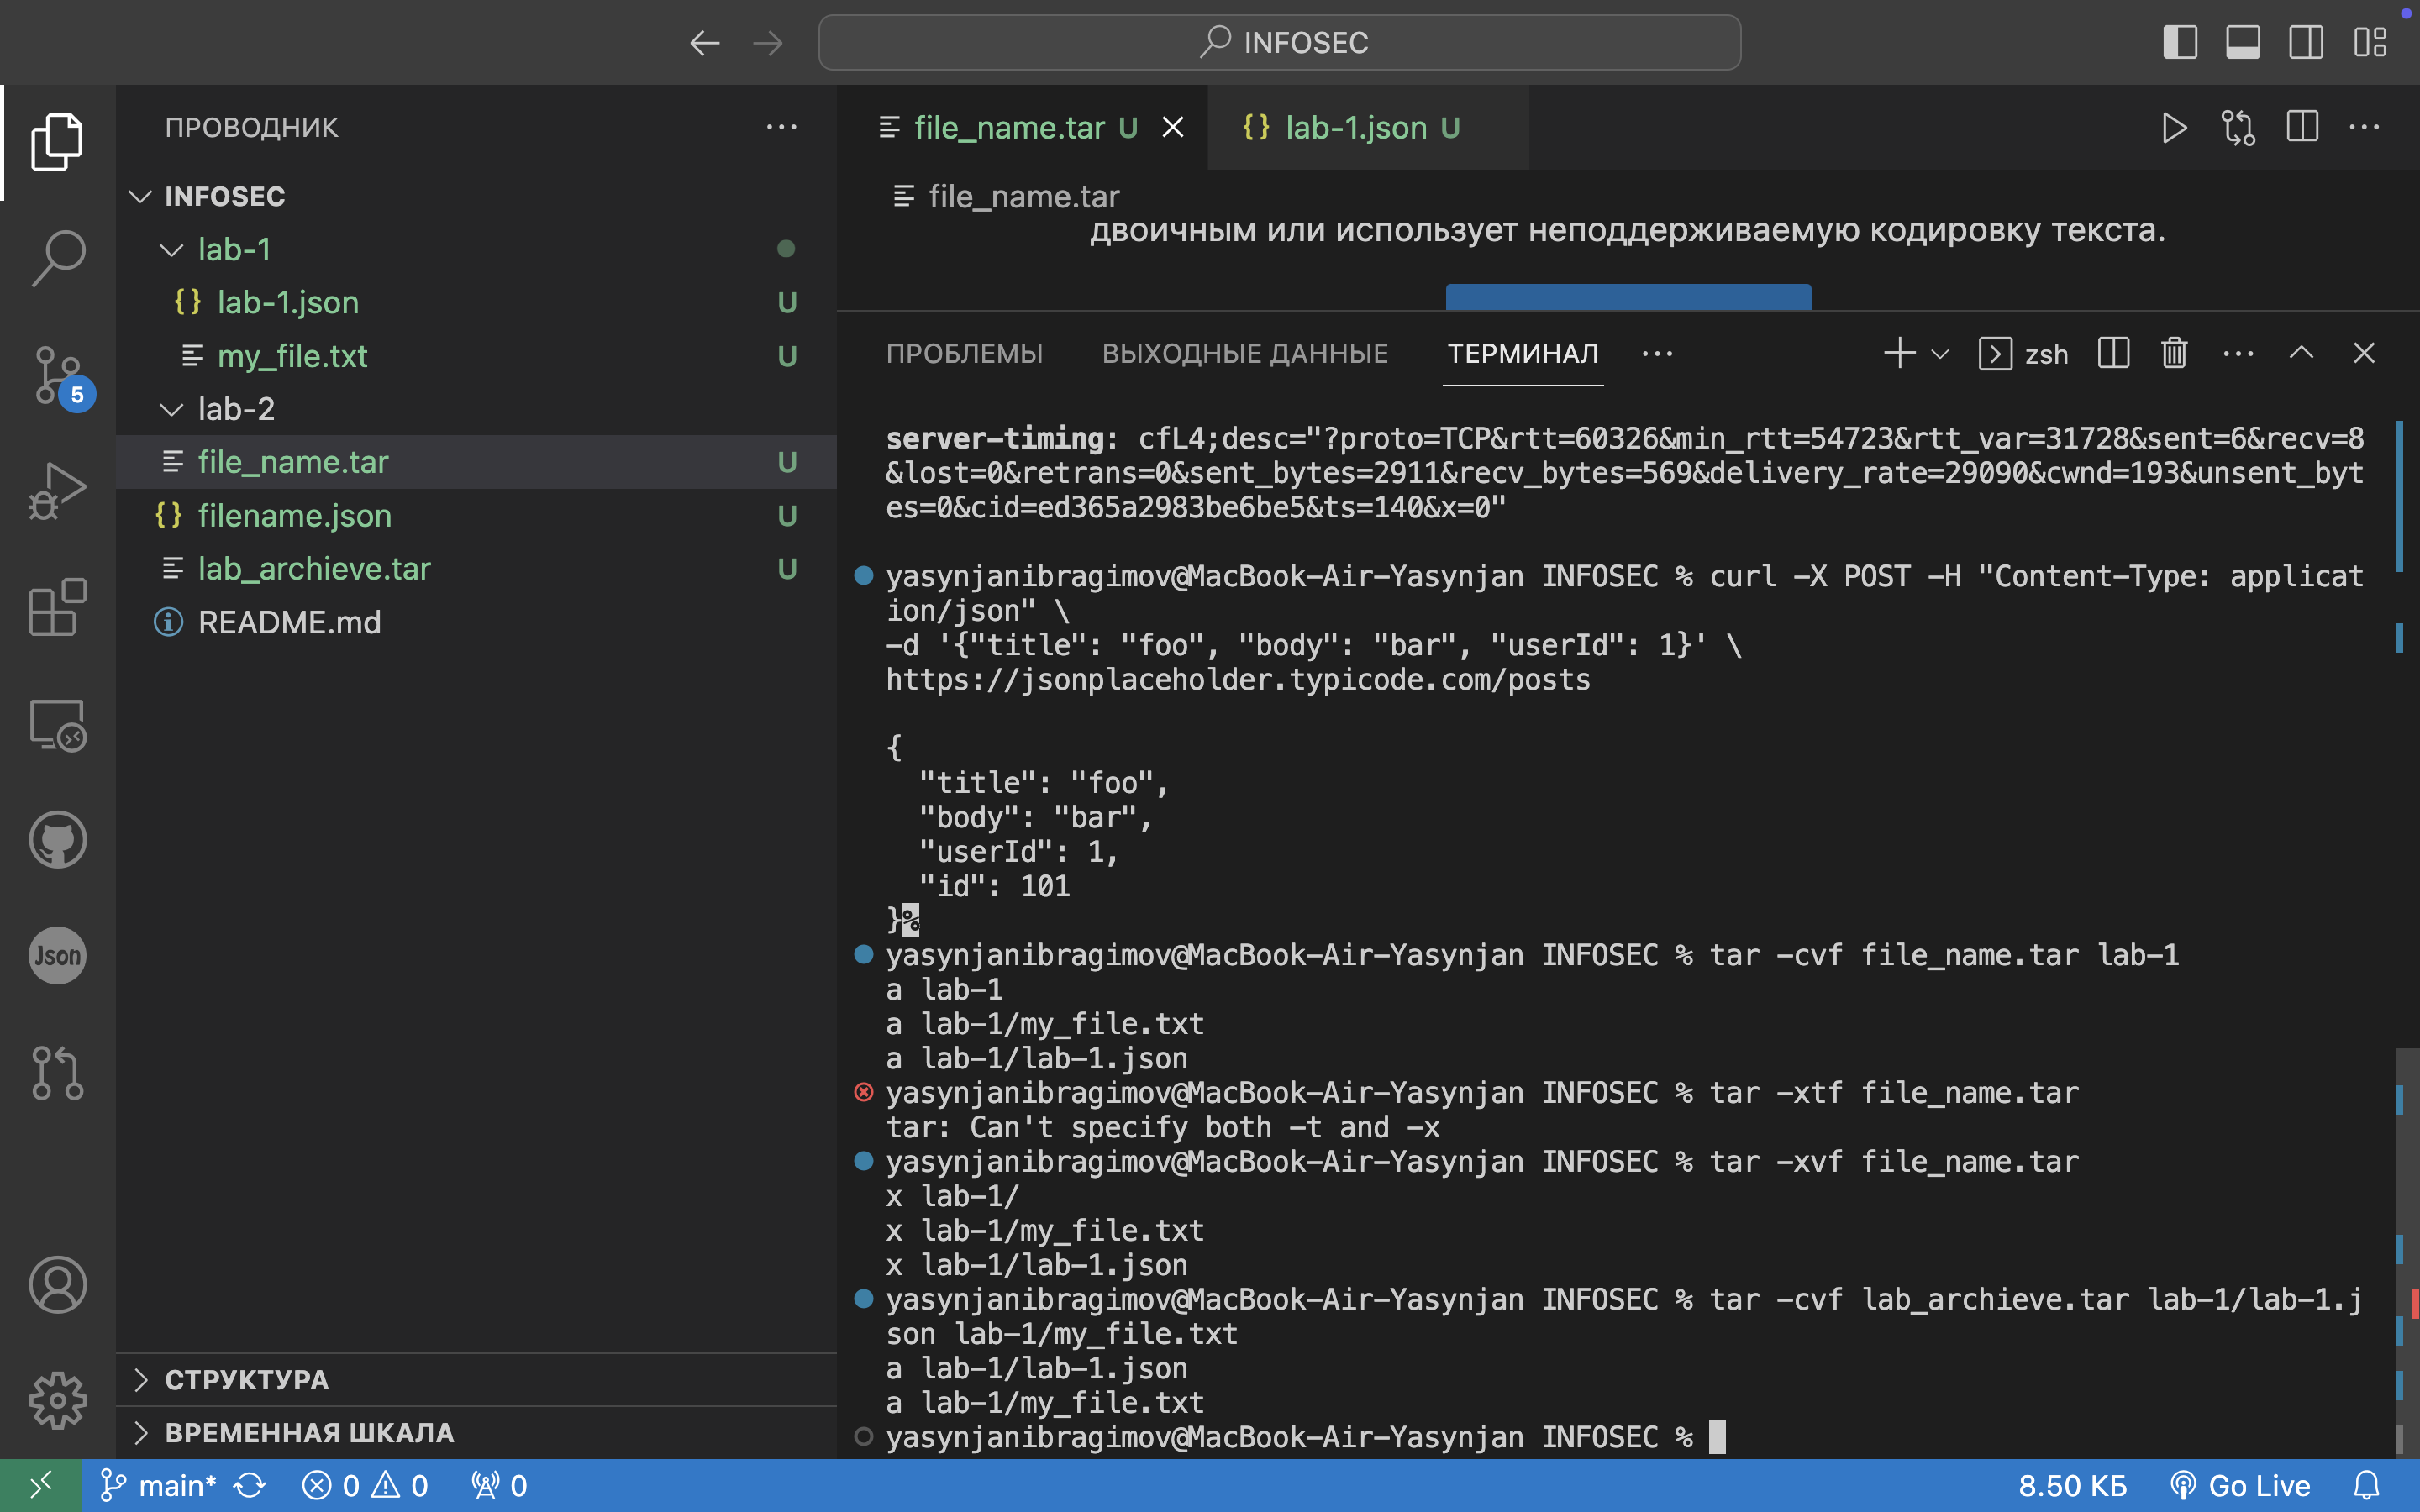 INFOSEC
ПРОВОДНИК
INFOSEC
lab-1
lab-1.json U
my_file.txt U
lab-2
file_name.tar U
filename.json U
lab_archieve.tar U
README.md
5
Json
СТРУКТУРА
ВРЕМЕННАЯ ШКАЛА
file_name.tar U
lab-1.json U
file_name.tar
двоичным или использует неподдерживаемую кодировку текста.
ПРОБЛЕМЫ ВЫХОДНЫЕ ДАННЫЕ ТЕРМИНАЛ
zsh
server-timing: cfL4;desc="?proto=TCP&rtt=60326&min_rtt=54723&rtt_var=31728&sent=6&recv=8
&lost=0&retrans=0&sent_bytes=2911&recv_bytes=569&delivery_rate=29090&cwnd=193&unsent_byt
es=0&cid=ed365a2983be6be5&ts=140&x=0"
yasynjanibragimov@MacBook-Air-Yasynjan INFOSEC % curl -X POST -H "Content-Type: applicat
ion/json" \
-d '{"title": "foo", "body": "bar", "userId": 1}' \
https://jsonplaceholder.typicode.com/posts
{
"title": "foo",
"body": "bar",
"userId": 1,
"id": 101
}%
yasynjanibragimov@MacBook-Air-Yasynjan INFOSEC % tar -cvf file_name.tar lab-1
a lab-1
a lab-1/my_file.txt
a lab-1/lab-1.json
yasynjanibragimov@MacBook-Air-Yasynjan INFOSEC % tar -xtf file_name.tar
tar: Can't specify both -t and -x
yasynjanibragimov@MacBook-Air-Yasynjan INFOSEC % tar -xvf file_name.tar
x lab-1/
x lab-1/my_file.txt
x lab-1/lab-1.json
yasynjanibragimov@MacBook-Air-Yasynjan INFOSEC % tar -cvf lab_archieve.tar lab-1/lab-1.j
son lab-1/my_file.txt
a lab-1/lab-1.json
a lab-1/my_file.txt
yasynjanibragimov@MacBook-Air-Yasynjan INFOSEC %
main* 0 0 0 8.50 КБ Go Live